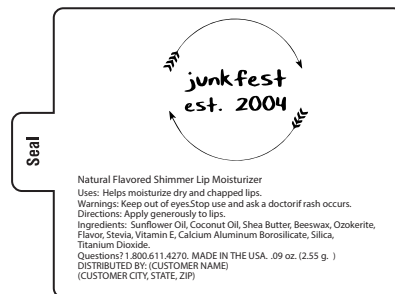 junkfest
est. 2004
Seal
Natural Flavored Shimmer Lip Moisturizer
Uses: Helps moisturize dry and chapped lips.
Warnings: Keep out of eyes.Stop use and ask a doctorif rash occurs.
Directions: Apply generously to lips.
Ingredients: Sunflower Oil, Coconut Oil, Shea Butter, Beeswax, Ozokerite,
Flavor, Stevia, Vitamin E, Calcium Aluminum Borosilicate, Silica,
Titanium Dioxide.
Questions? 1.800.611.4270. MADE IN THE USA. .09 oz. (2.55 g. )
DISTRIBUTED BY: (CUSTOMER NAME)
(CUSTOMER CITY, STATE, ZIP)